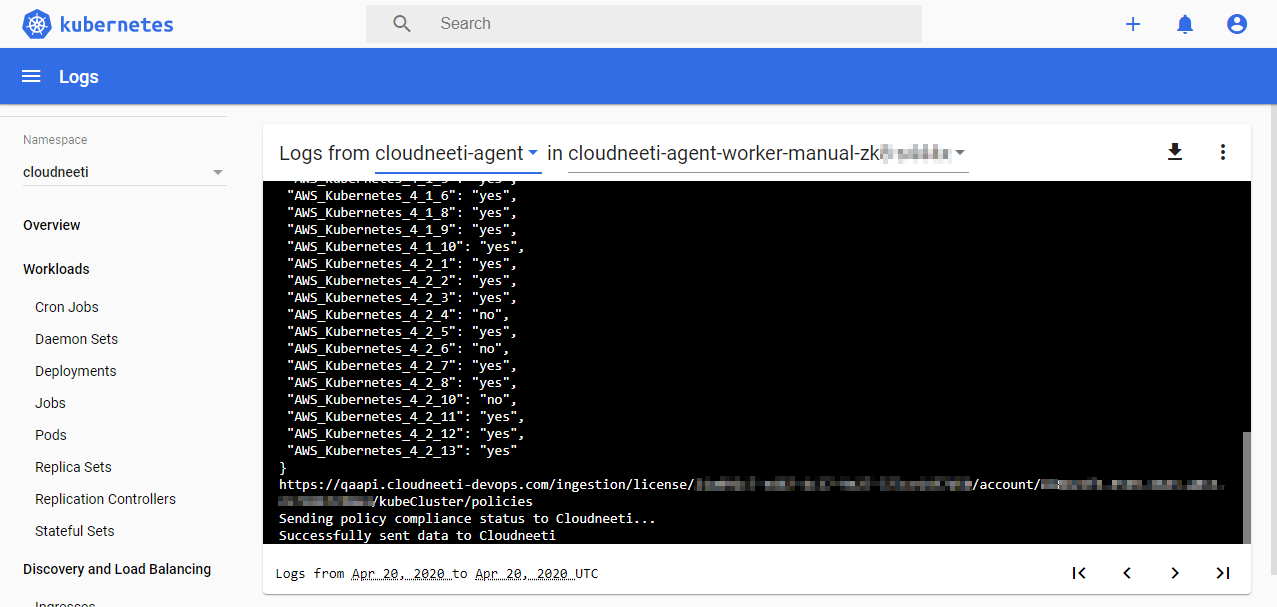 kubernetes
Search
Logs
Namespace
cloudneeti
Overview
Workloads
Cron Jobs
Daemon Sets
Deployments
Jobs
Pods
Replica Sets
Replication Controllers
Stateful Sets
Discovery and Load Balancing
Ingresses
Logs from cloudneeti-agent in cloudneeti-agent-worker-manual-zk
"AWS_Kubernetes_4_1_6": "yes",
"AWS_Kubernetes_4_1_8": "yes",
"AWS_Kubernetes_4_1_9": "yes",
"AWS_Kubernetes_4_1_10": "yes",
"AWS_Kubernetes_4_2_1": "yes",
"AWS_Kubernetes_4_2_2": "yes",
"AWS_Kubernetes_4_2_3": "yes",
"AWS_Kubernetes_4_2_4": "no",
"AWS_Kubernetes_4_2_5": "yes",
"AWS_Kubernetes_4_2_6": "no",
"AWS_Kubernetes_4_2_7": "yes",
"AWS_Kubernetes_4_2_8": "yes",
"AWS_Kubernetes_4_2_10": "no",
"AWS_Kubernetes_4_2_11": "yes",
"AWS_Kubernetes_4_2_12": "yes",
"AWS_Kubernetes_4_2_13": "yes"
}
https://qaapi.cloudneeti-devops.com/ingestion/license/ /account/
/kubeCluster/policies
Sending policy compliance status to Cloudneeti...
Successfully sent data to Cloudneeti
Logs from Apr 20, 2020 to Apr 20, 2020 UTC